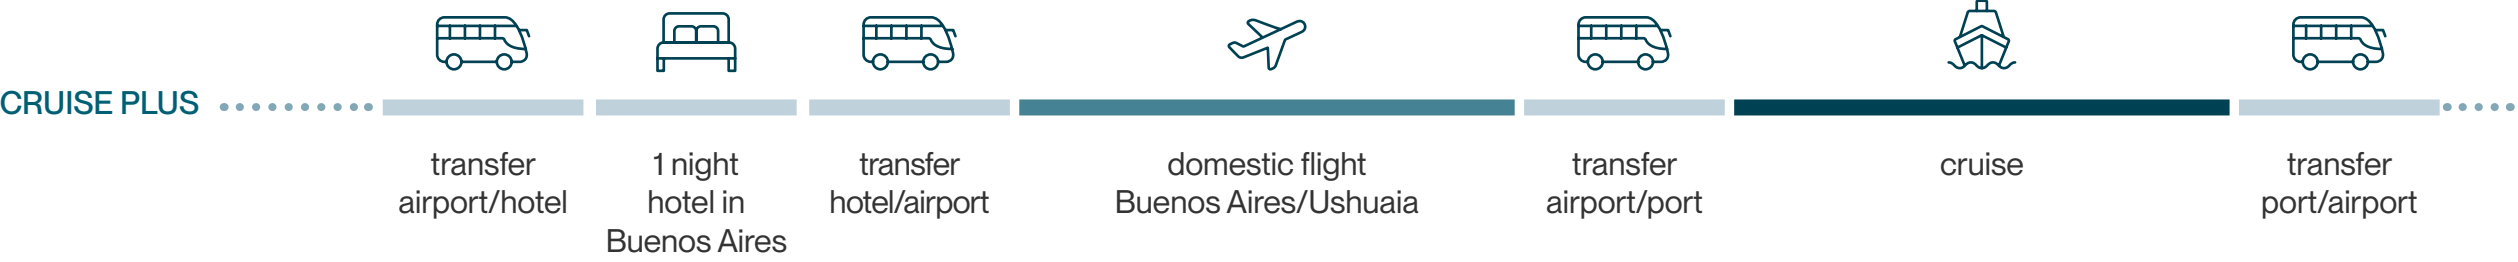 CRUISE PLUS
transfer
airport/hotel
1 night
hotel in
Buenos Aires
transfer
hotel/airport
domestic flight
Buenos Aires/Ushuaia
transfer
airport/port
cruise
transfer
port/airport